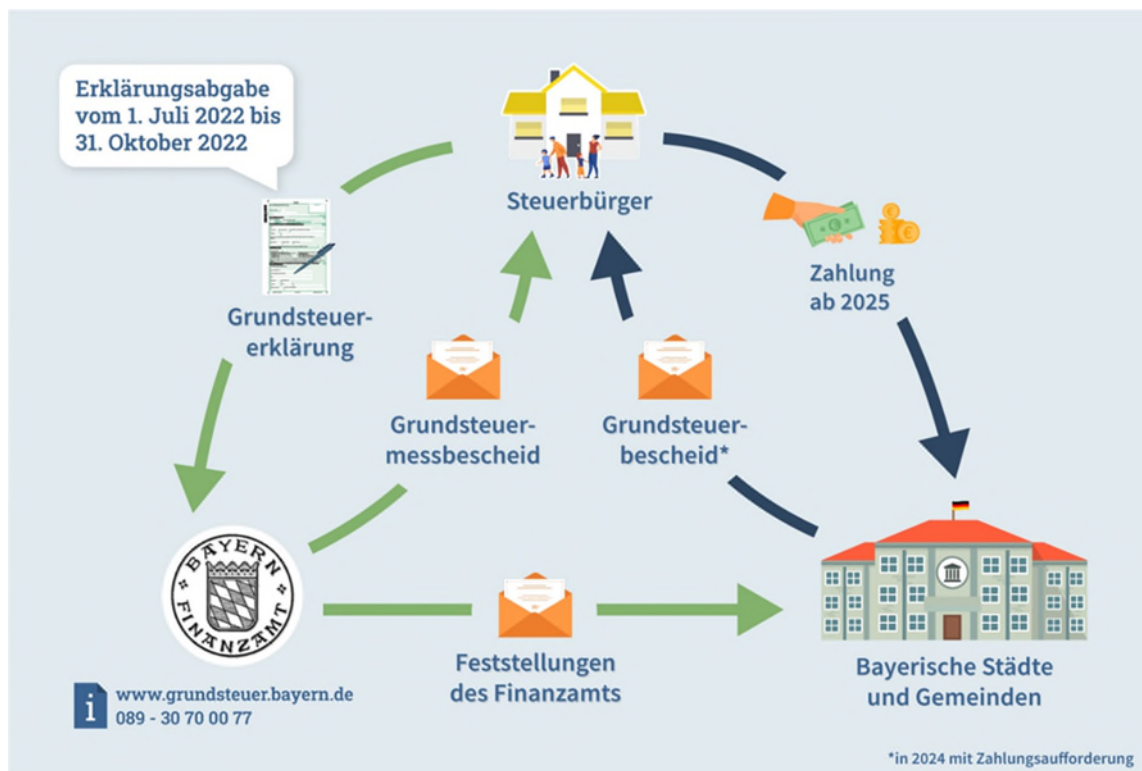 Erklärungsabgabe
vom 1. Juli 2022 bis
31. Oktober 2022
Steuerbürger
Grundsteuer-
erklärung
Zahlung
ab 2025
Grundsteuer-
messbescheid
Grundsteuer-
bescheid*
BAYERN
FINANZAMT
Feststellungen
des Finanzamts
Bayerische Städte
und Gemeinden
i
www.grundsteuer.bayern.de
089 - 30 70 00 77
*in 2024 mit Zahlungsaufforderung